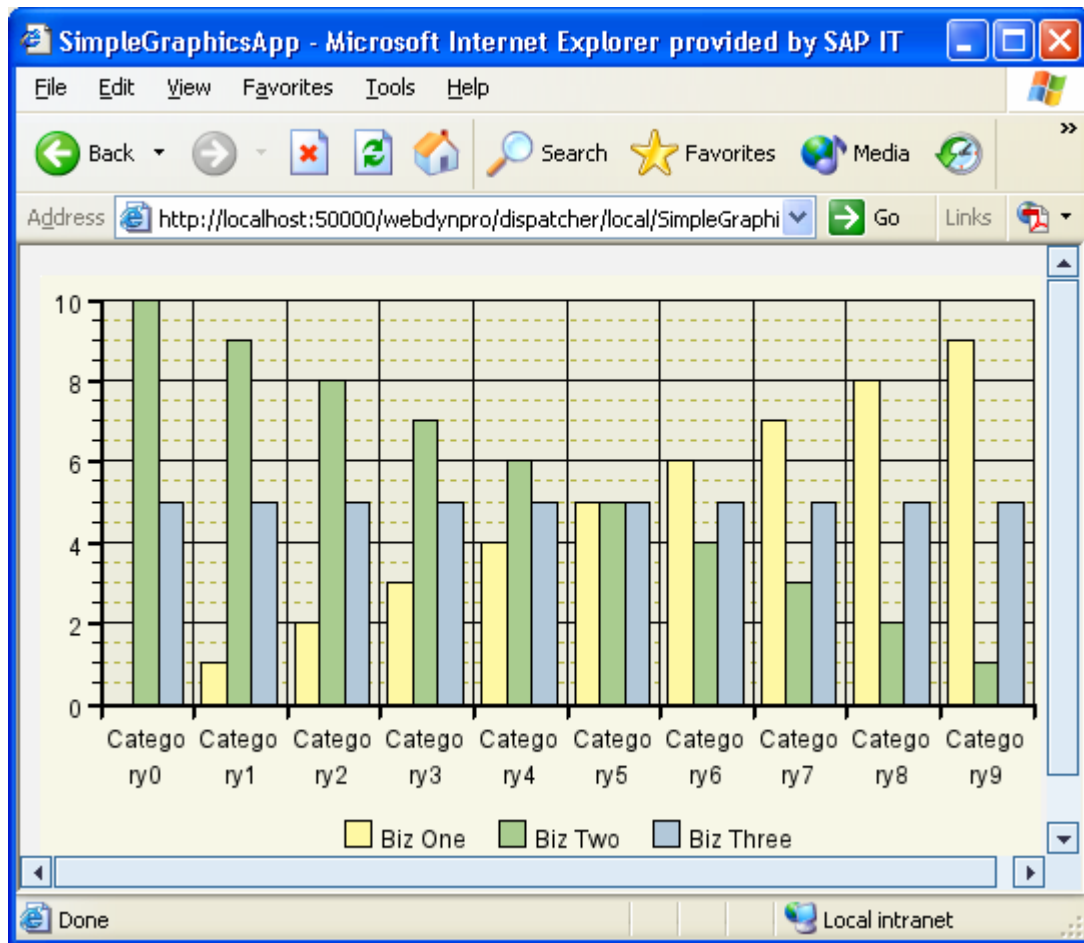 SimpleGraphicsApp - Microsoft Internet Explorer provided by SAP IT
File Edit View Favorites Tools Help
Back Search Favorites Media »
Address http://localhost:50000/webdynpro/dispatcher/local/SimpleGraphi Go Links
10
8
6
4
2
0
Catego Catego Catego Catego Catego Catego Catego Catego Catego Catego
ry0 ry1 ry2 ry3 ry4 ry5 ry6 ry7 ry8 ry9
Biz One Biz Two Biz Three
Done Local intranet